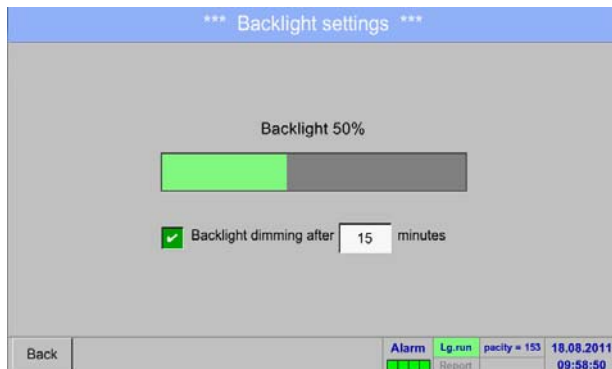 *** Backlight settings ***
Backlight 50%
Backlight dimming after 15 minutes
Back
Alarm Lg.run pacity = 153 18.08.2011
Report 09:58:50